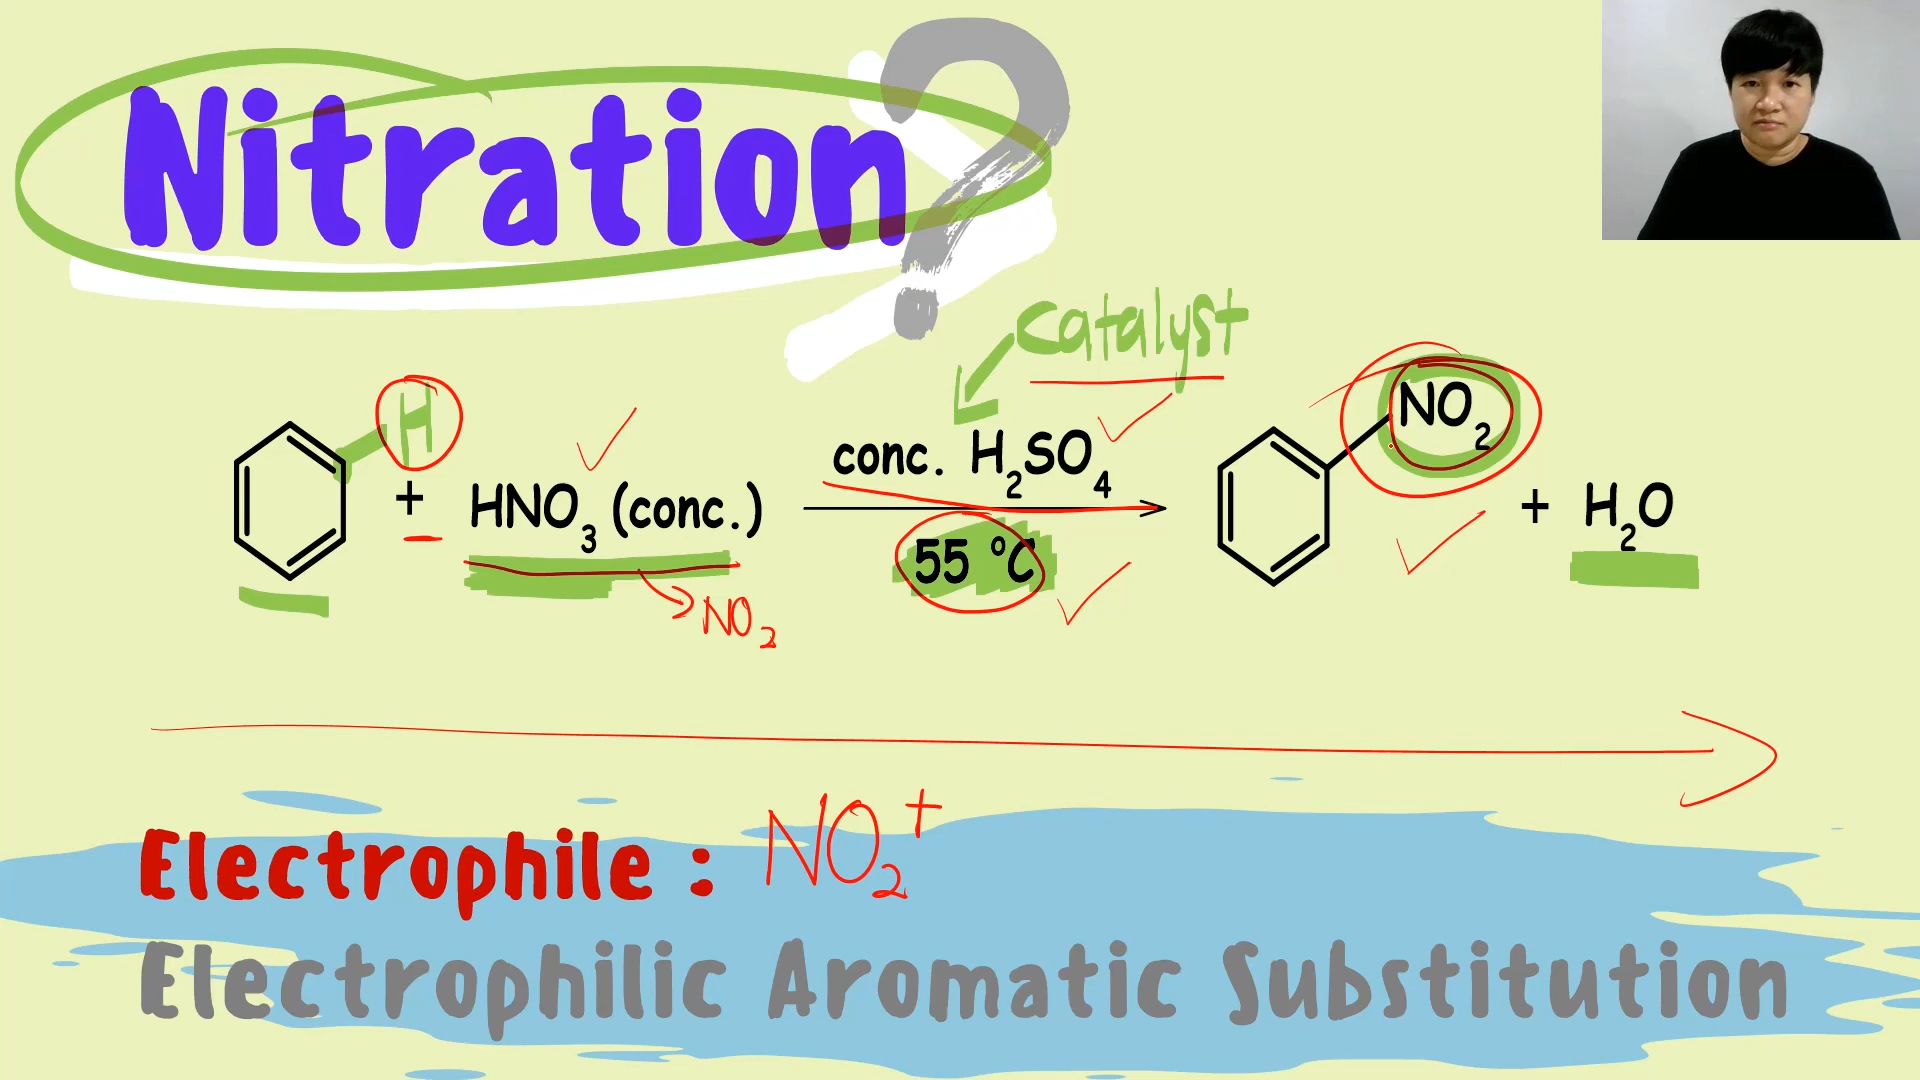 Nitration?
catalyst
H
NO₂
conc. H₂SO₄
+ HNO₃ (conc.)
+ H₂O
55 °C
NO₂
Electrophile : NO₂⁺
Electrophilic Aromatic Substitution